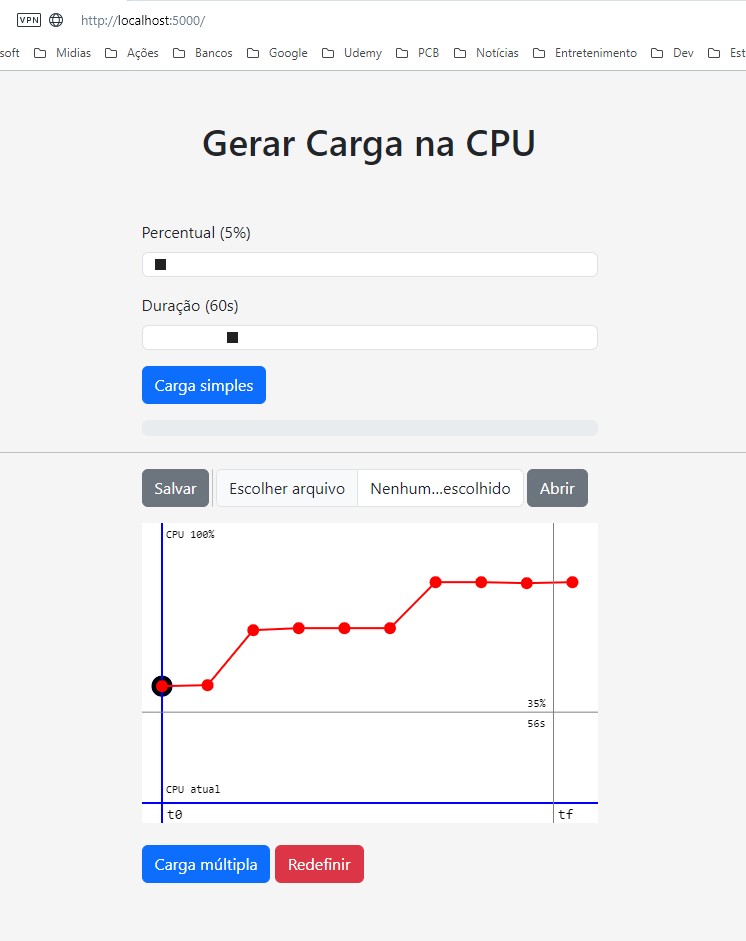 VPN http://localhost:5000/
soft Midias Ações Bancos Google Udemy PCB Notícias Entretenimento Dev Est
Gerar Carga na CPU
Percentual (5%)
Duração (60s)
Carga simples
Salvar Escolher arquivo Nenhum...escolhido Abrir
CPU 100%
35%
56s
CPU atual
t0 tf
Carga múltipla Redefinir